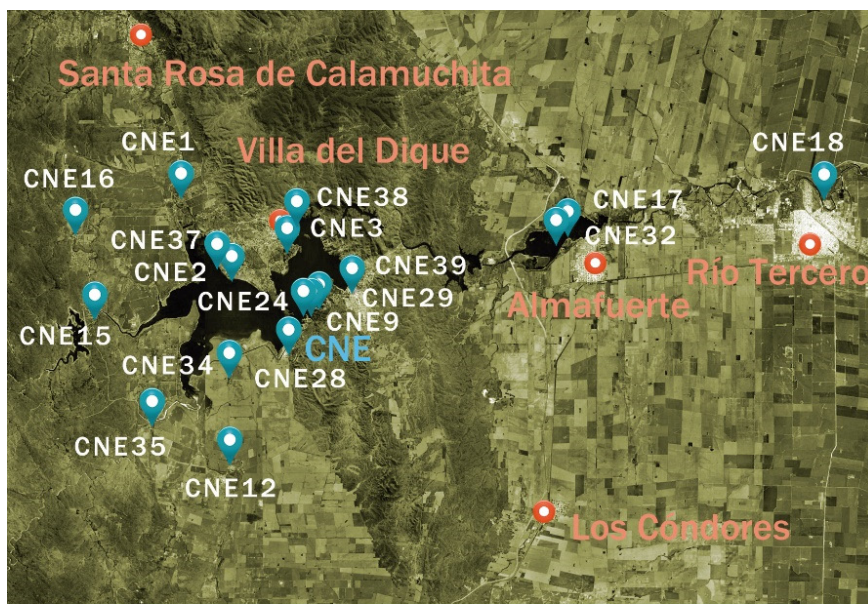 Santa Rosa de Calamuchita
CNE1
Villa del Dique
CNE18
CNE16
CNE38
CNE17
CNE3
CNE37
CNE32
CNE2
CNE39
Río Tercero
CNE24
CNE29
Almafuerte
CNE9
CNE15
CNE
CNE34
CNE28
CNE35
CNE12
Los Cóndores